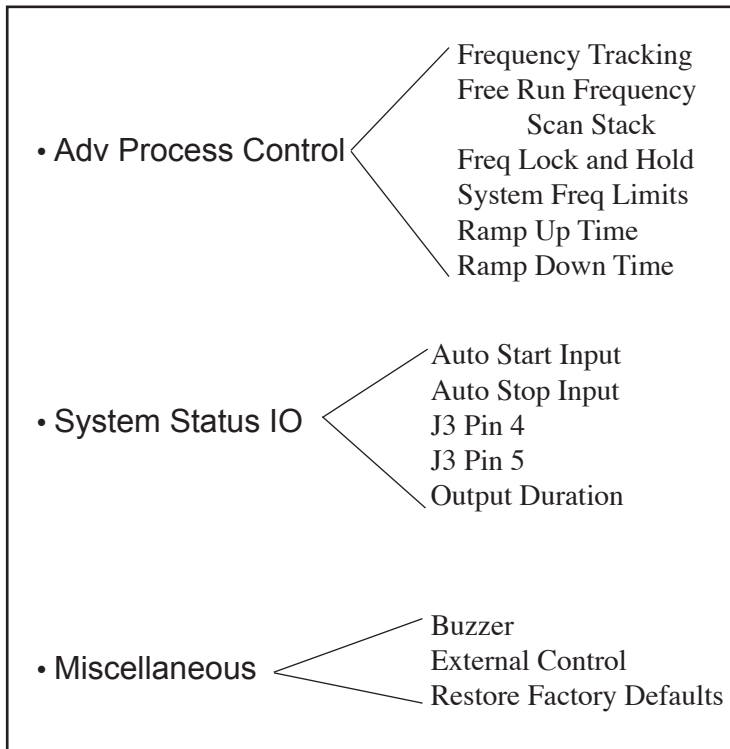 • Adv Process Control
Frequency Tracking
Free Run Frequency
Scan Stack
Freq Lock and Hold
System Freq Limits
Ramp Up Time
Ramp Down Time
• System Status IO
Auto Start Input
Auto Stop Input
J3 Pin 4
J3 Pin 5
Output Duration
• Miscellaneous
Buzzer
External Control
Restore Factory Defaults